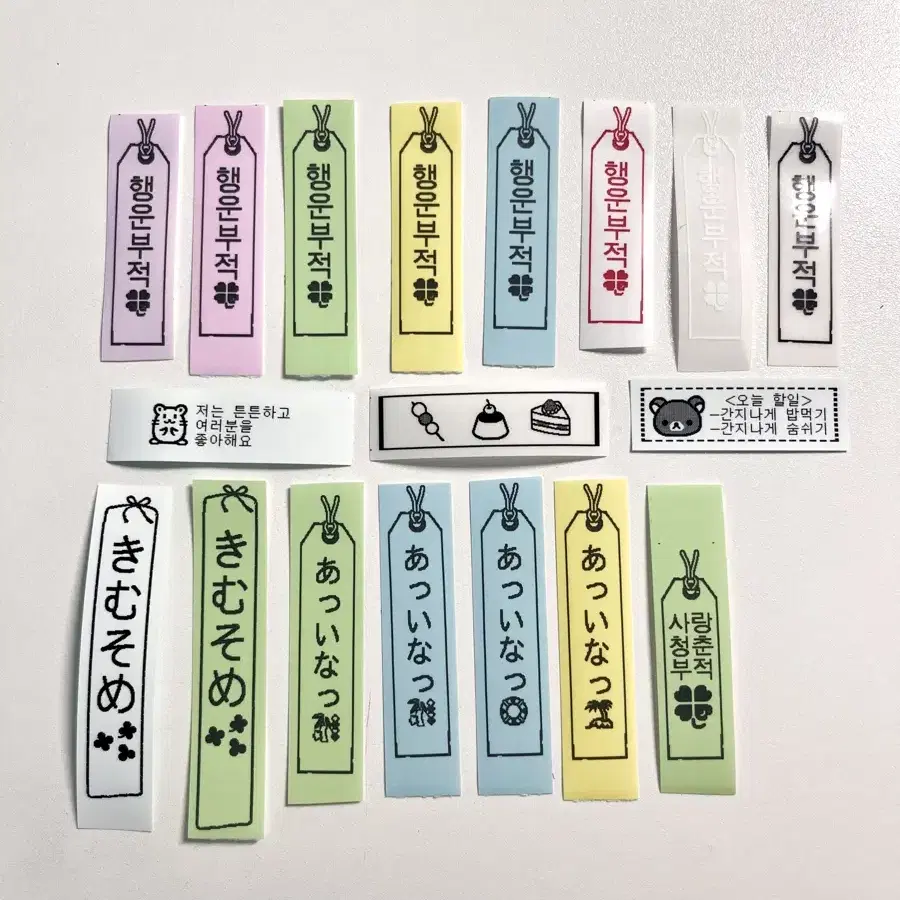 행운부적
행운부적
행운부적
행운부적
행운부적
행운부적
행운부적
행운부적
저는 튼튼하고
여러분을
좋아해요
<오늘 할일>
-간지나게 밥먹기
-간지나게 숨쉬기
きむそめ
きむそめ
あっいなっ
あっいなっ
あっいなっ
あっいなっ
사랑
청춘
부적